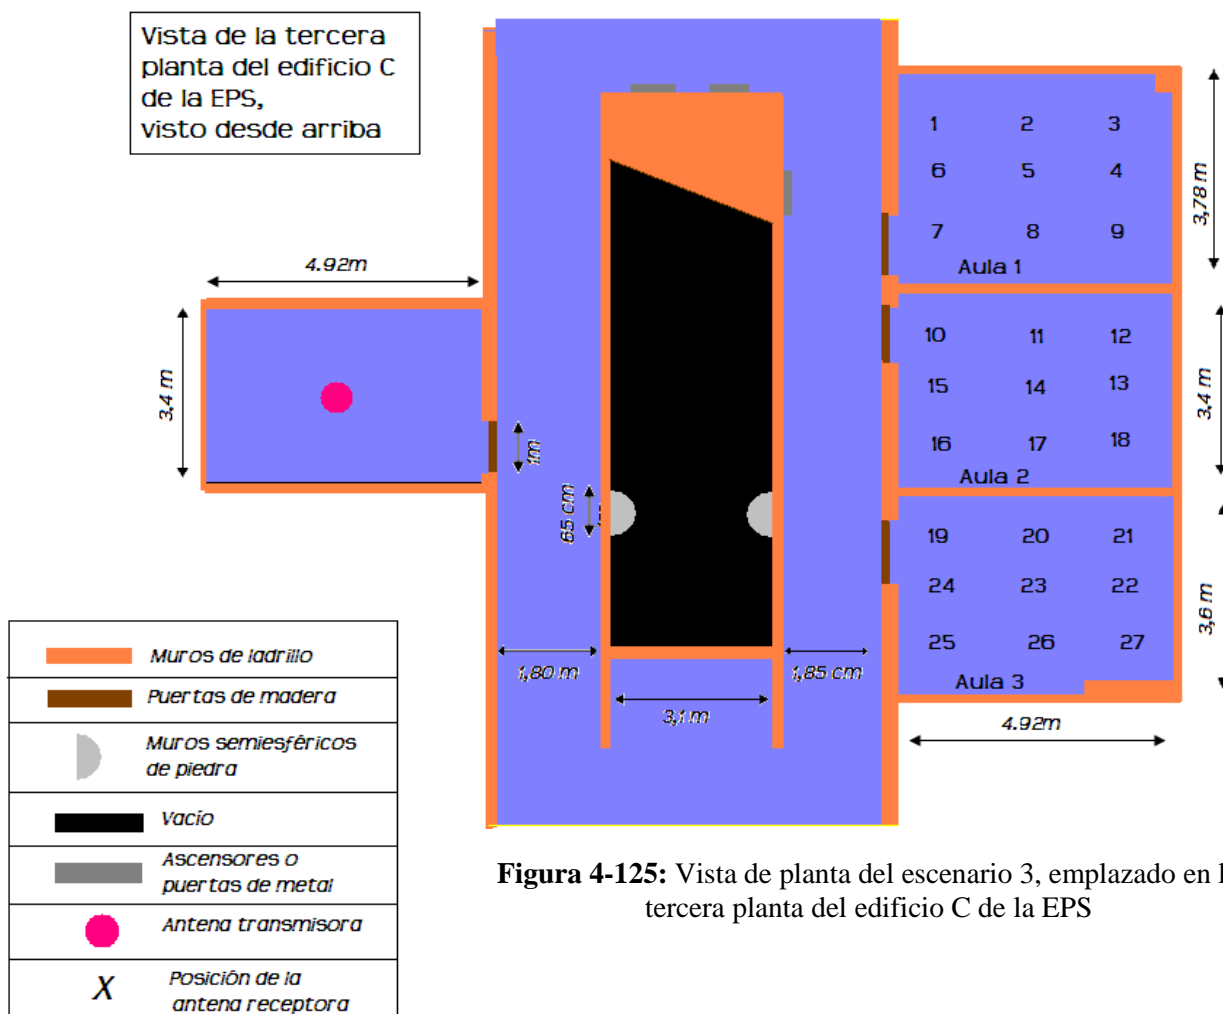 Vista de la tercera
planta del edificio C
de la EPS,
visto desde arriba
1 2 3
6 5 4
7 8 9
Aula 1
3,78 m
4.92m
3.4 m
1m
65 cm
10 11 12
15 14 13
16 17 18
Aula 2
3,4 m
19 20 21
24 23 22
25 26 27
Aula 3
3,6 m
4.92m
1,80 m
1,85 cm
3,1 m
Muros de ladrillo
Puertas de madera
Muros semiesféricos
de piedra
Vacío
Ascensores o
puertas de metal
Antena transmisora
X
Posición de la
antena receptora
Figura 4-125: Vista de planta del escenario 3, emplazado en l
tercera planta del edificio C de la EPS